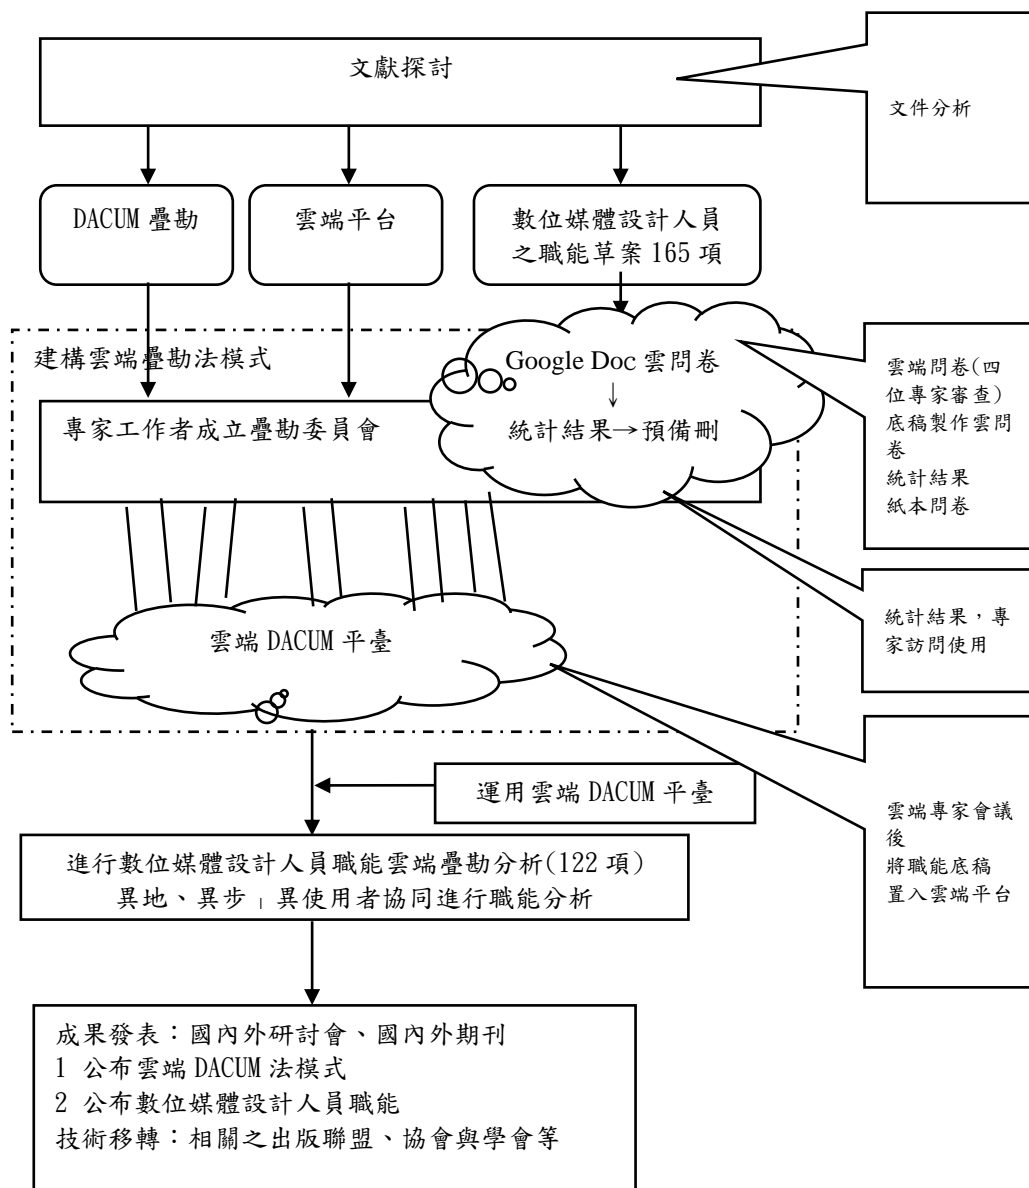 文獻探討
文件分析
DACUM 疊勘
雲端平台
數位媒體設計人員
之職能草案 165 項
建構雲端疊勘法模式
Google Doc 雲問卷
↓
統計結果→預備刪
專家工作者成立疊勘委員會
雲端問卷(四
位專家審查)
底稿製作雲問
卷
統計結果
紙本問卷
統計結果，專
家訪問使用
雲端 DACUM 平臺
運用雲端 DACUM 平臺
雲端專家會議
後
將職能底稿
置入雲端平台
進行數位媒體設計人員職能雲端疊勘分析(122 項)
異地、異步」異使用者協同進行職能分析
成果發表：國內外研討會、國內外期刊
1 公布雲端 DACUM 法模式
2 公布數位媒體設計人員職能
技術移轉：相關之出版聯盟、協會與學會等